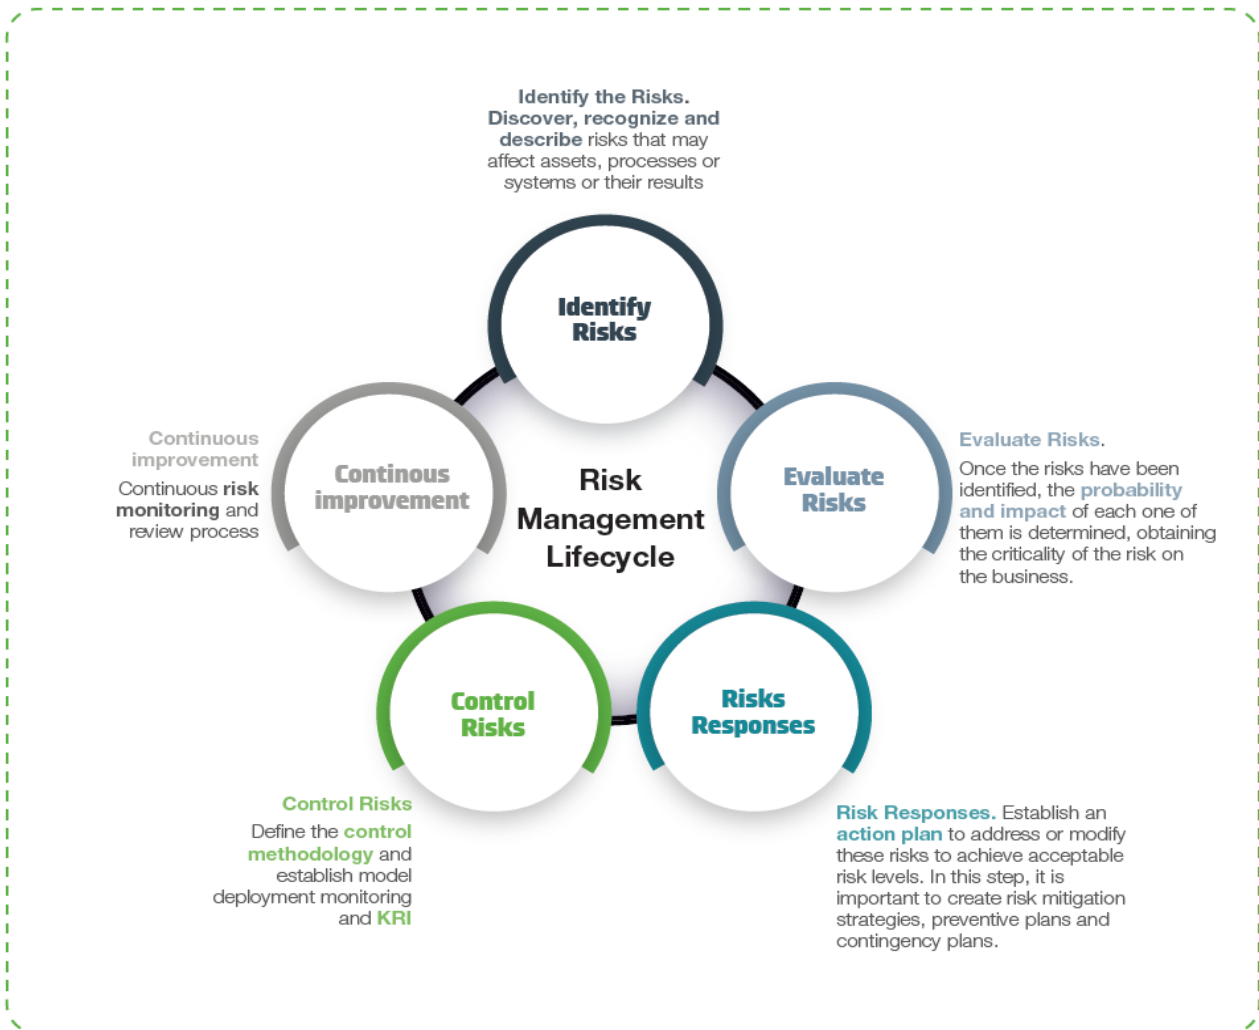 Identify the Risks.
Discover, recognize and
describe risks that may
affect assets, processes or
systems or their results
Identify
Risks
Evaluate
Risks
Evaluate Risks.
Once the risks have been
identified, the probability
and impact of each one of
them is determined, obtaining
the criticality of the risk on
the business.
Risks
Responses
Risk Responses. Establish an
action plan to address or modify
these risks to achieve acceptable
risk levels. In this step, it is
important to create risk mitigation
strategies, preventive plans and
contingency plans.
Control
Risks
Control Risks
Define the control
methodology and
establish model
deployment monitoring
and KRI
Continous
improvement
Continuous
improvement
Continuous risk
monitoring and
review process
Risk
Management
Lifecycle